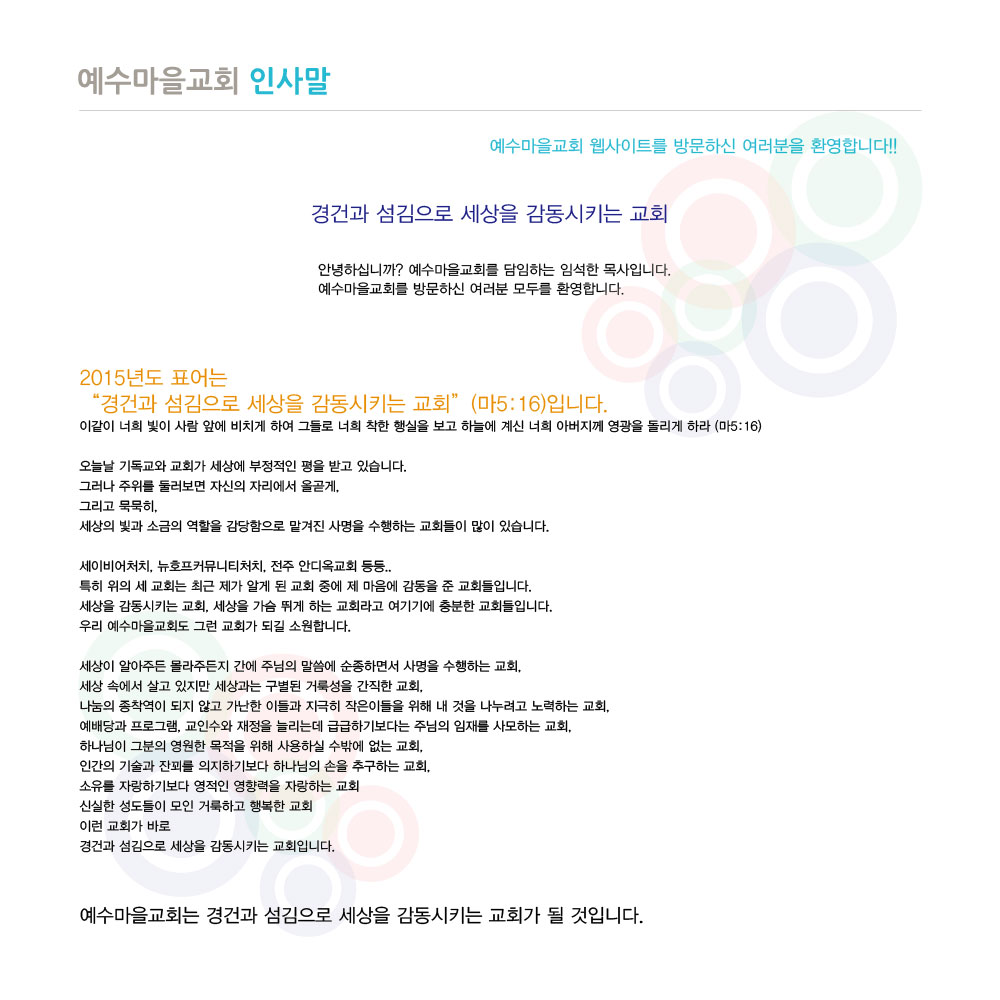 예수마을교회 인사말
예수마을교회 웹사이트를 방문하신 여러분을 환영합니다!!
경건과 섬김으로 세상을 감동시키는 교회
안녕하십니까? 예수마을교회를 담임하는 임석한 목사입니다.
예수마을교회를 방문하신 여러분 모두를 환영합니다.
2015년도 표어는
“경건과 섬김으로 세상을 감동시키는 교회” (마5:16)입니다.
이같이 너희 빛이 사람 앞에 비치게 하여 그들로 너희 착한 행실을 보고 하늘에 계신 너희 아버지께 영광을 돌리게 하라 (마5:16)
오늘날 기독교와 교회가 세상에 부정적인 평을 받고 있습니다.
그러나 주위를 둘러보면 자신의 자리에서 올곧게,
그리고 묵묵히,
세상의 빛과 소금의 역할을 감당함으로 맡겨진 사명을 수행하는 교회들이 많이 있습니다.
세이비어처치, 뉴호프커뮤니티처치, 전주 안디옥교회 등등..
특히 위의 세 교회는 최근 제가 알게 된 교회 중에 제 마음에 감동을 준 교회들입니다.
세상을 감동시키는 교회, 세상을 가슴 뛰게 하는 교회라고 여기기에 충분한 교회들입니다.
우리 예수마을교회도 그런 교회가 되길 소원합니다.
세상이 알아주든 몰라주든지 간에 주님의 말씀에 순종하면서 사명을 수행하는 교회,
세상 속에서 살고 있지만 세상과는 구별된 거룩성을 간직한 교회,
나눔의 종착역이 되지 않고 가난한 이들과 지극히 작은이들을 위해 내 것을 나누려고 노력하는 교회,
예배당과 프로그램, 교인수와 재정을 늘리는데 급급하기보다는 주님의 임재를 사모하는 교회,
하나님이 그분의 영원한 목적을 위해 사용하실 수밖에 없는 교회,
인간의 기술과 잔꾀를 의지하기보다 하나님의 손을 추구하는 교회,
소유를 자랑하기보다 영적인 영향력을 자랑하는 교회
신실한 성도들이 모인 거룩하고 행복한 교회
이런 교회가 바로
경건과 섬김으로 세상을 감동시키는 교회입니다.
예수마을교회는 경건과 섬김으로 세상을 감동시키는 교회가 될 것입니다.